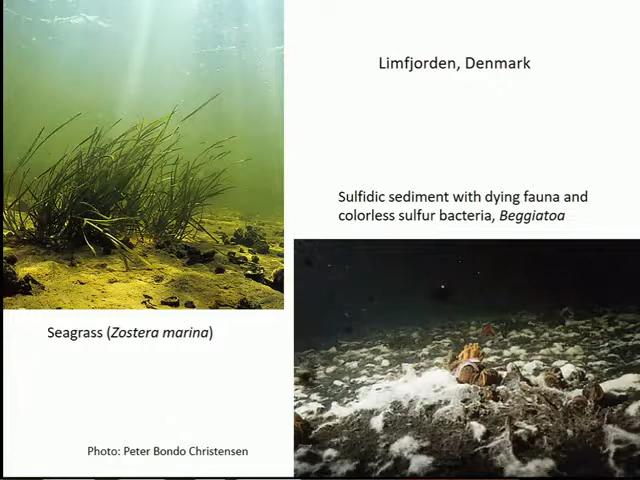 Limfjorden, Denmark
Sulfidic sediment with dying fauna and
colorless sulfur bacteria, Beggiatoa
Seagrass (Zostera marina)
Photo: Peter Bondo Christensen